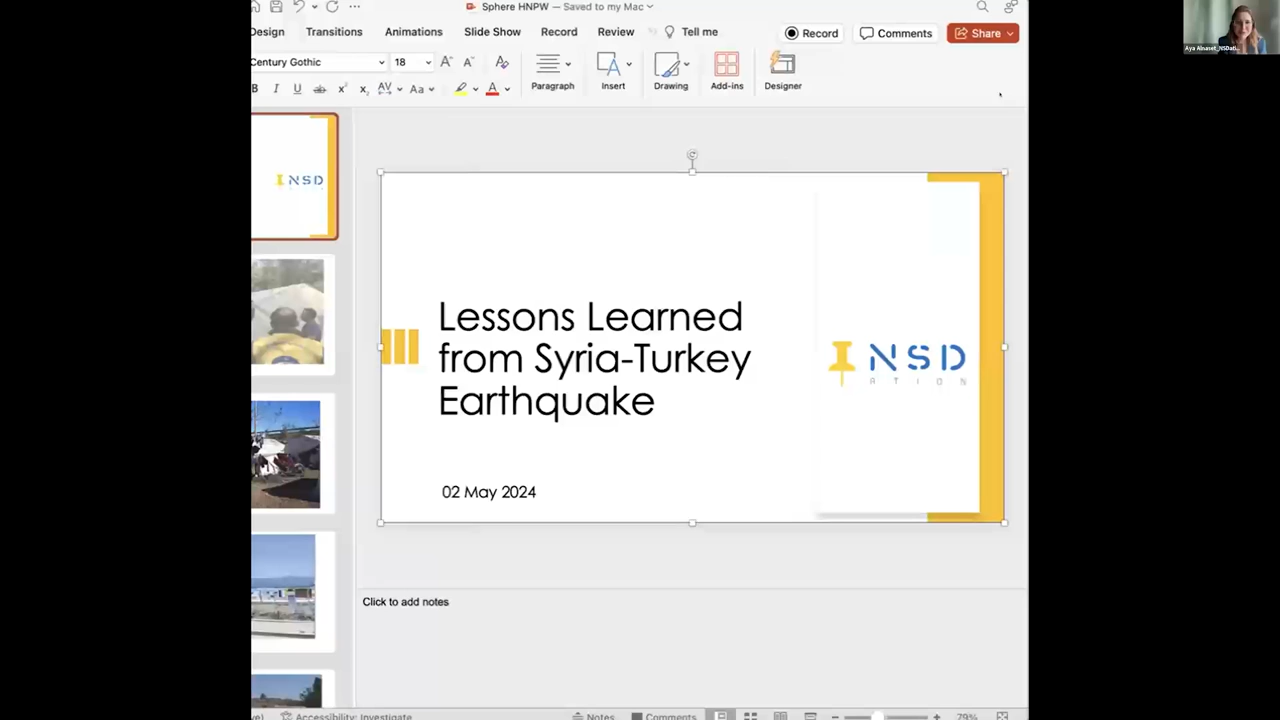 Sphere HNPW — Saved to my Mac
Design Transitions Animations Slide Show Record Review Tell me
Record Comments Share
Century Gothic 18
Paragraph Insert Drawing Add-ins Designer
NSD
Lessons Learned
from Syria-Turkey
Earthquake
NSD
ATION
02 May 2024
Click to add notes
Accessibility: Investigate
Notes Comments 79%